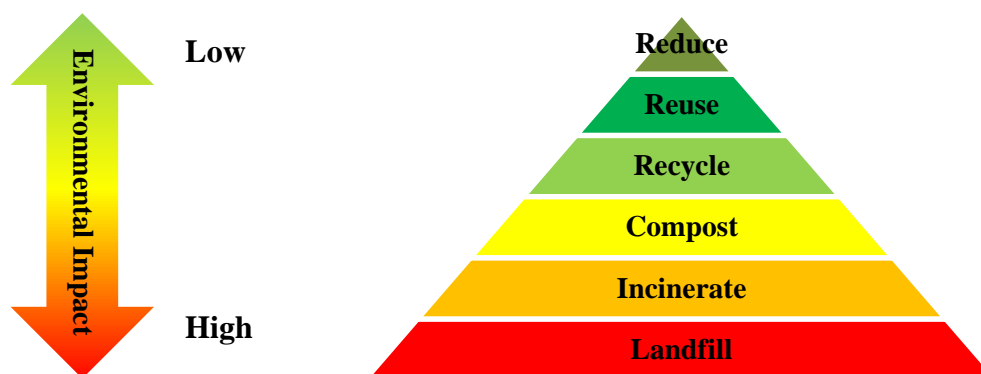 Environmental Impact
Low
High
Reduce
Reuse
Recycle
Compost
Incinerate
Landfill